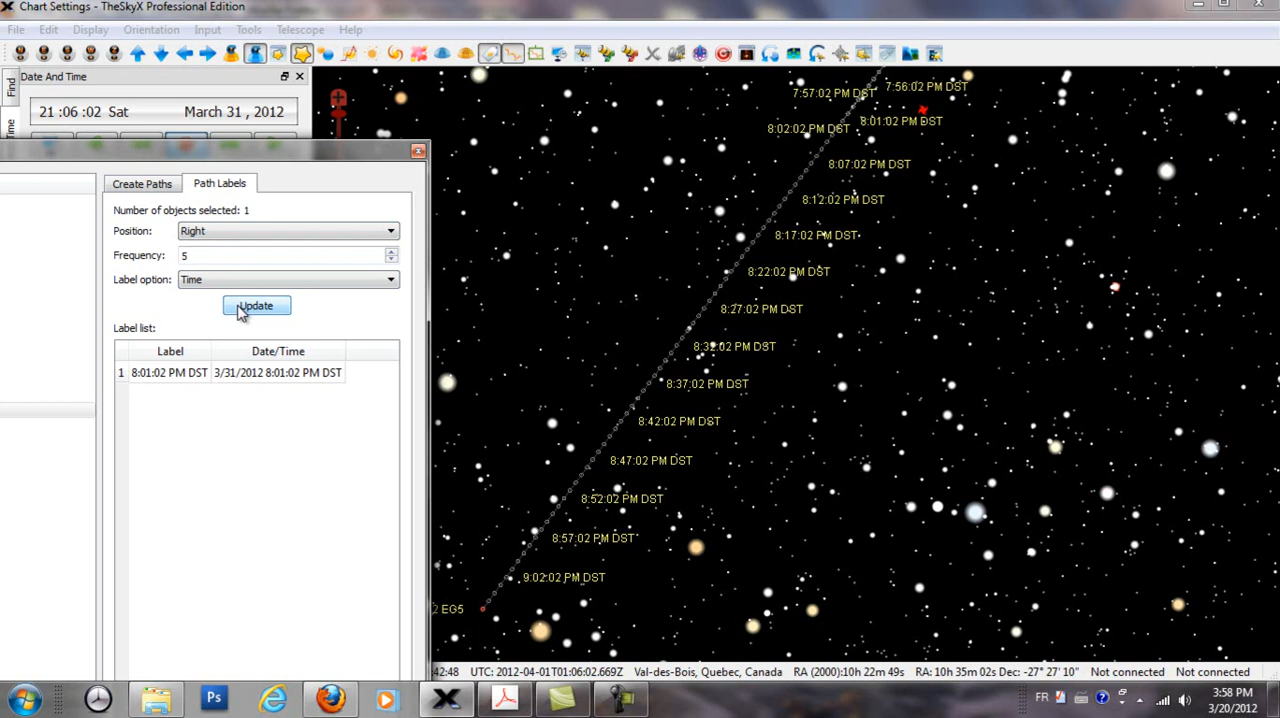 Chart Settings - TheSkyX Professional Edition
File Edit Display Orientation Input Tools Telescope Help
Find
Time
Date And Time
21:06:02 Sat March 31 , 2012
Create Paths Path Labels
Number of objects selected: 1
Position: Right
Frequency: 5
Label option: Time
Update
Label list:
Label Date/Time
1 8:01:02 PM DST 3/31/2012 8:01:02 PM DST
7:56:02 PM DST
7:57:02 PM DST
8:01:02 PM DST
8:02:02 PM DST
8:07:02 PM DST
8:12:02 PM DST
8:17:02 PM DST
8:22:02 PM DST
8:27:02 PM DST
8:32:02 PM DST
8:37:02 PM DST
8:42:02 PM DST
8:47:02 PM DST
8:52:02 PM DST
8:57:02 PM DST
9:02:02 PM DST
2 EG5
42:48 UTC: 2012-04-01T01:06:02.669Z Val-des-Bois, Quebec, Canada RA (2000):10h 22m 49s RA: 10h 35m 02s Dec: -27° 27' 10" Not connected Not connected
Ps
FR
3:58 PM
3/20/2012